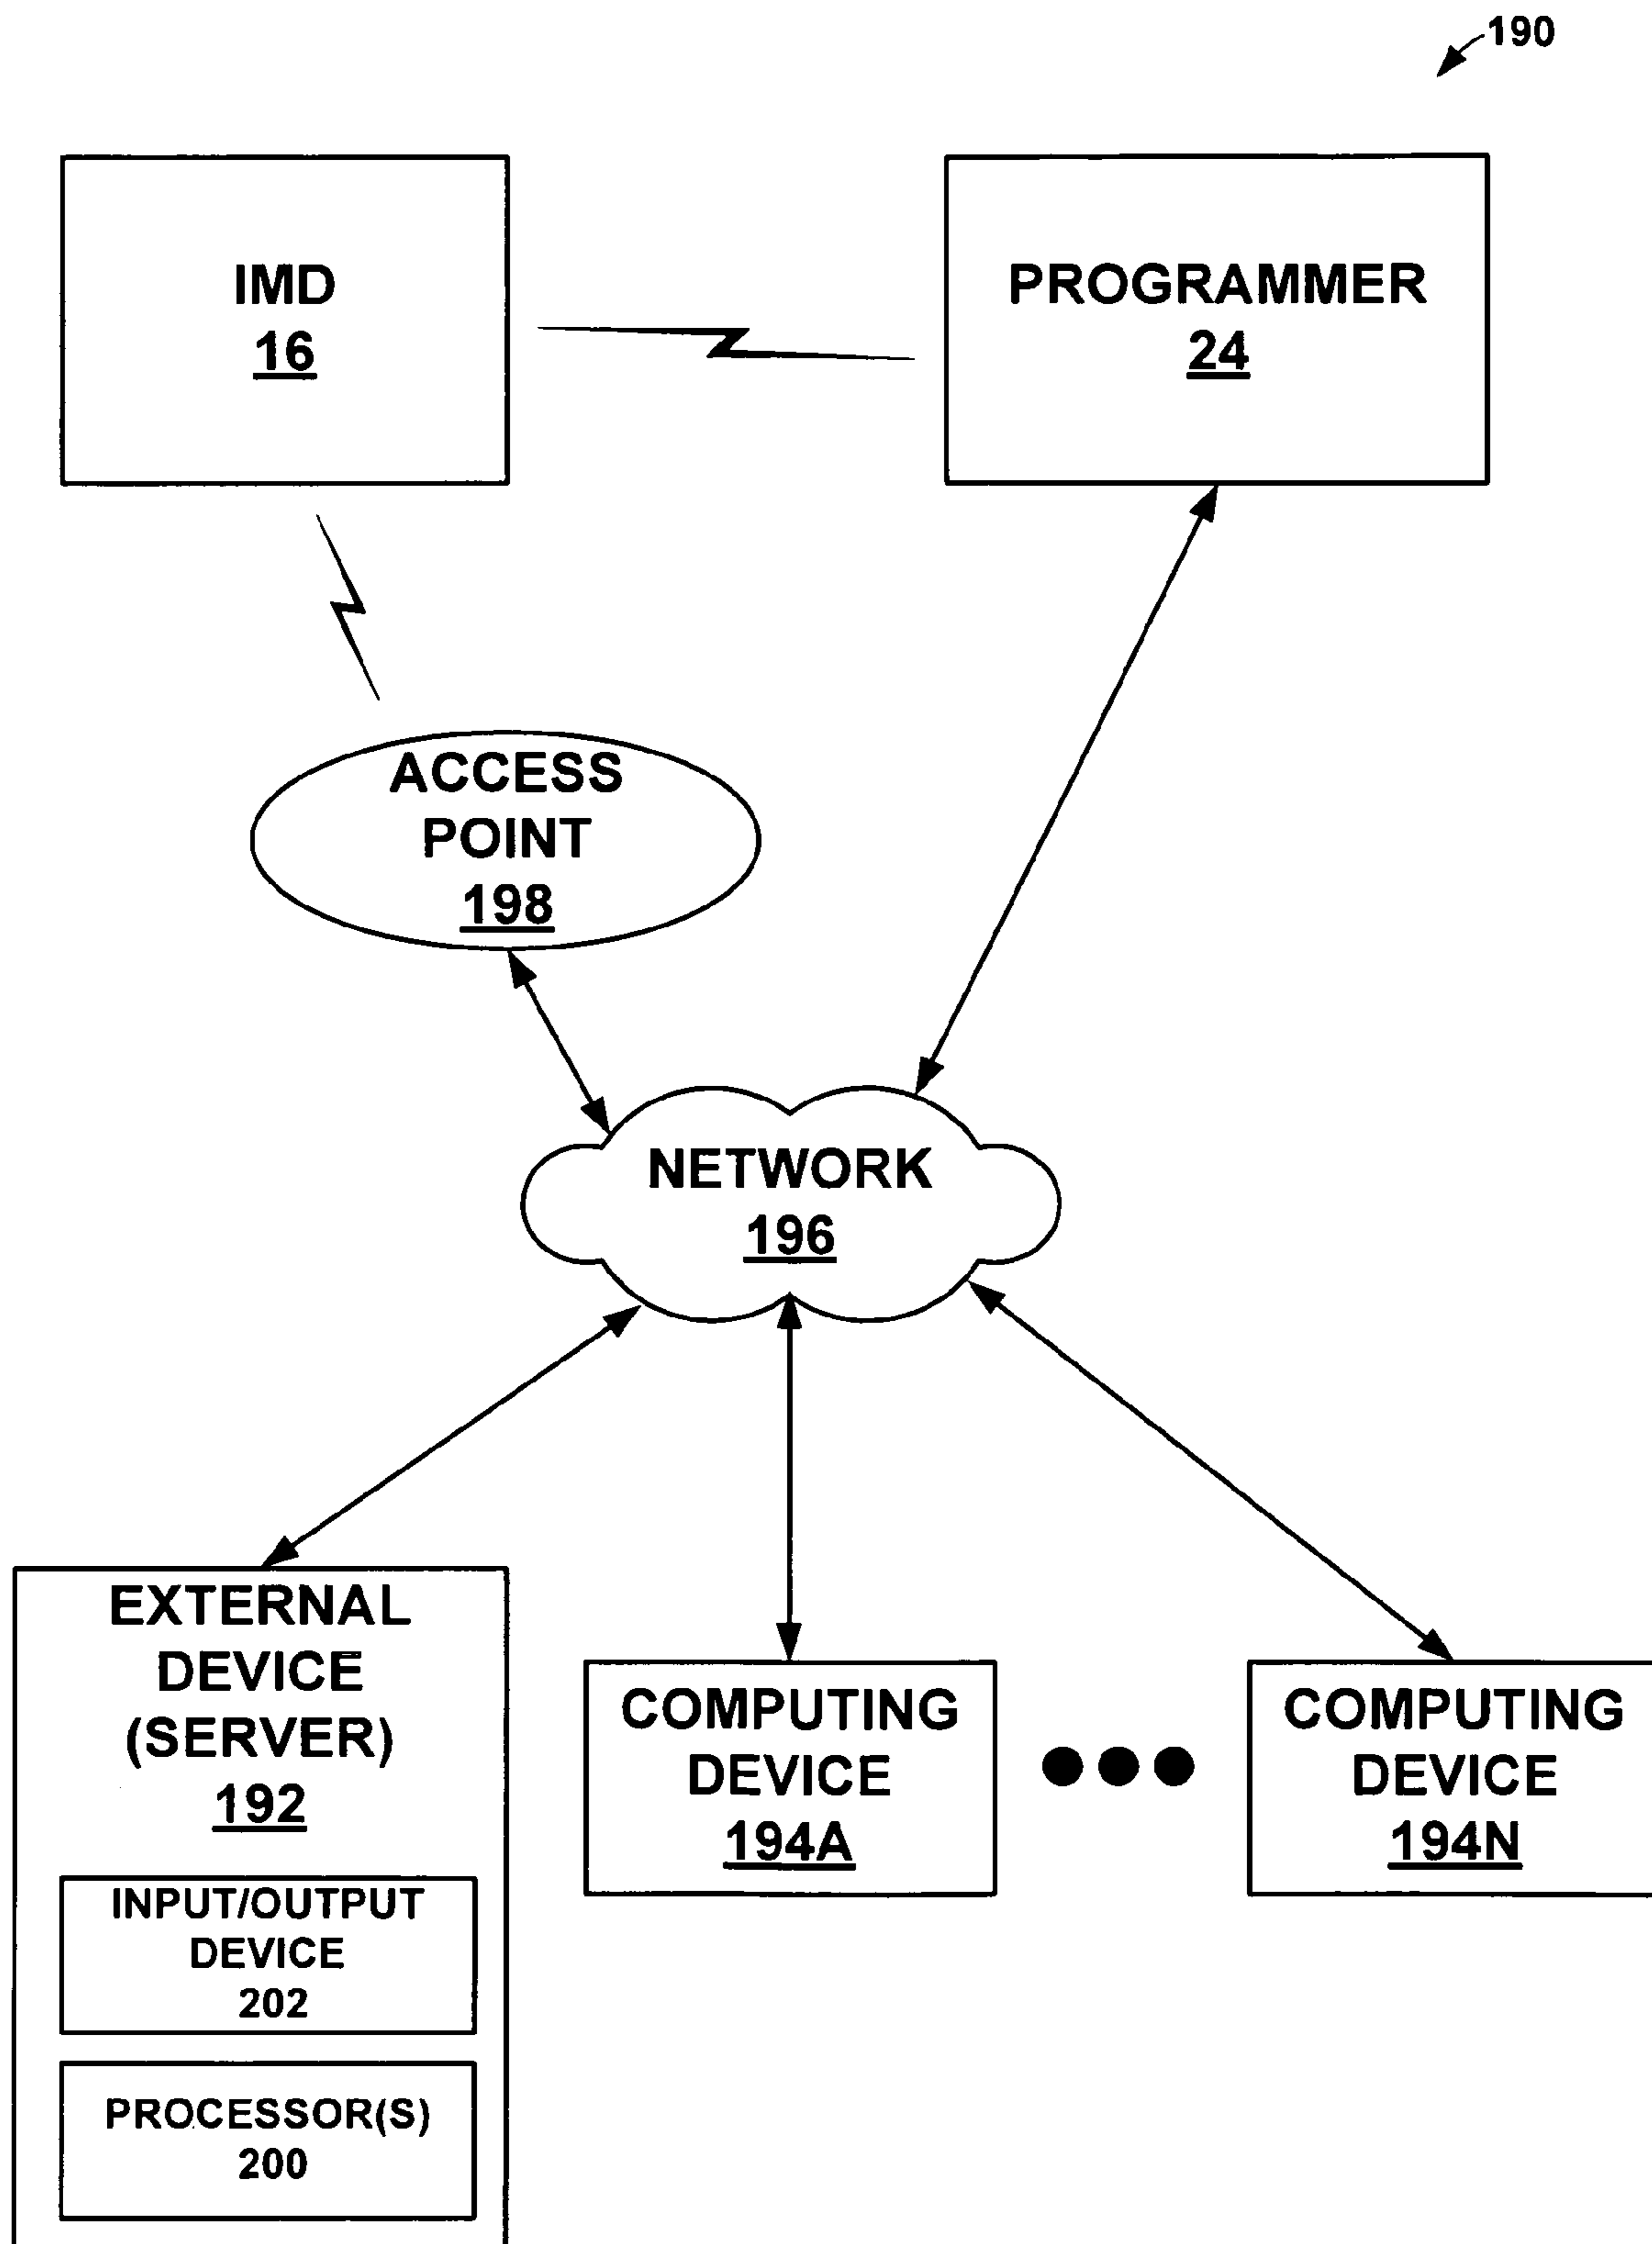 190
IMD
16
PROGRAMMER
24
ACCESS
POINT
198
NETWORK
196
EXTERNAL
DEVICE
(SERVER)
192
INPUT/OUTPUT
DEVICE
202
PROCESSOR(S)
200
COMPUTING
DEVICE
194A
COMPUTING
DEVICE
194N